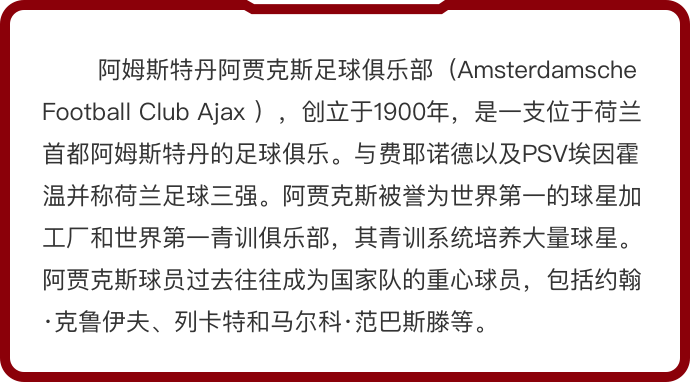 阿姆斯特丹阿贾克斯足球俱乐部（Amsterdamsche
Football Club Ajax ），创立于1900年，是一支位于荷兰
首都阿姆斯特丹的足球俱乐。与费耶诺德以及PSV埃因霍
温并称荷兰足球三强。阿贾克斯被誉为世界第一的球星加
工厂和世界第一青训俱乐部，其青训系统培养大量球星。
阿贾克斯球员过去往往成为国家队的重心球员，包括约翰
·克鲁伊夫、列卡特和马尔科·范巴斯滕等。